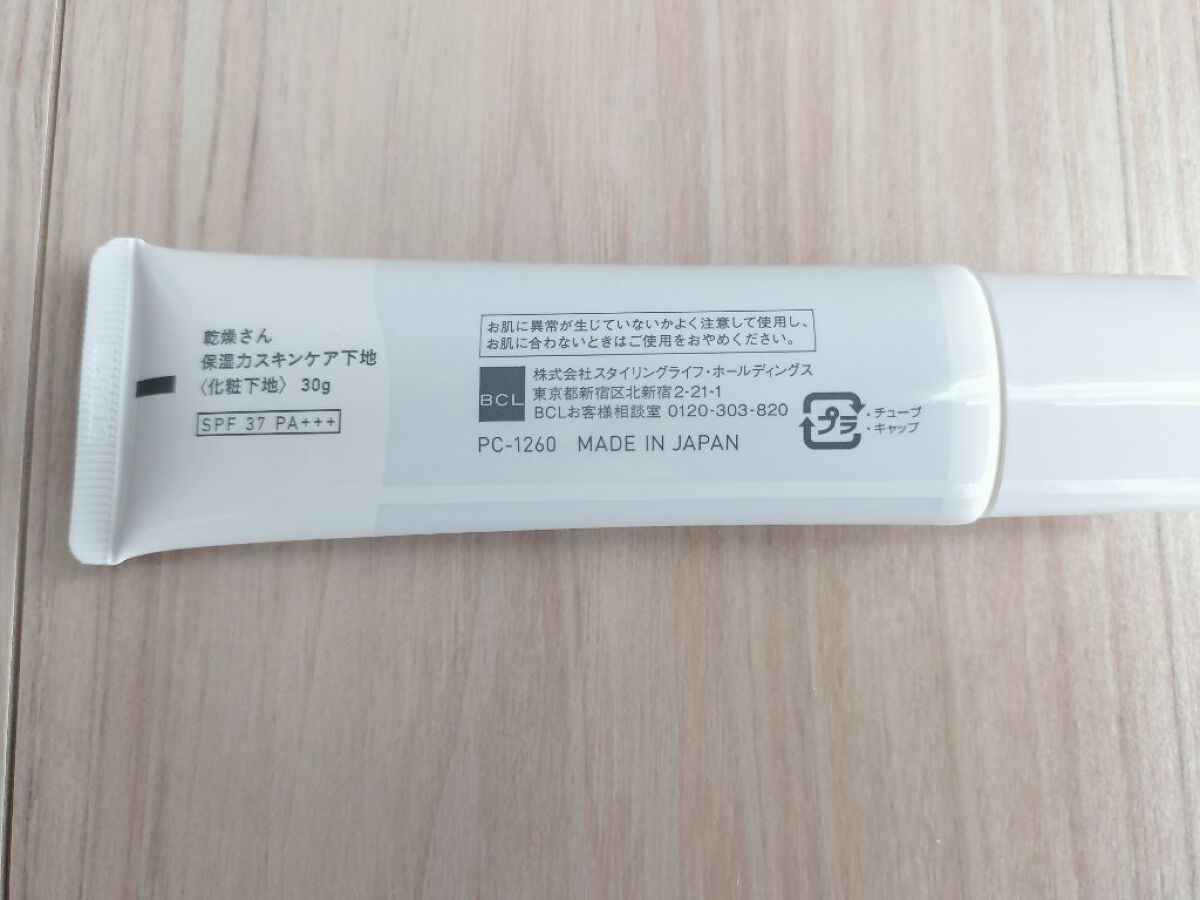 乾燥さん
保湿力スキンケア下地
〈化粧下地〉 30g
SPF 37 PA+++
お肌に異常が生じていないかよく注意して使用し、
お肌に合わないときはご使用をおやめください。
BCL
株式会社スタイリングライフ・ホールディングス
東京都新宿区北新宿2-21-1
BCLお客様相談室 0120-303-820
PC-1260 MADE IN JAPAN
プラ
・チューブ
・キャップ